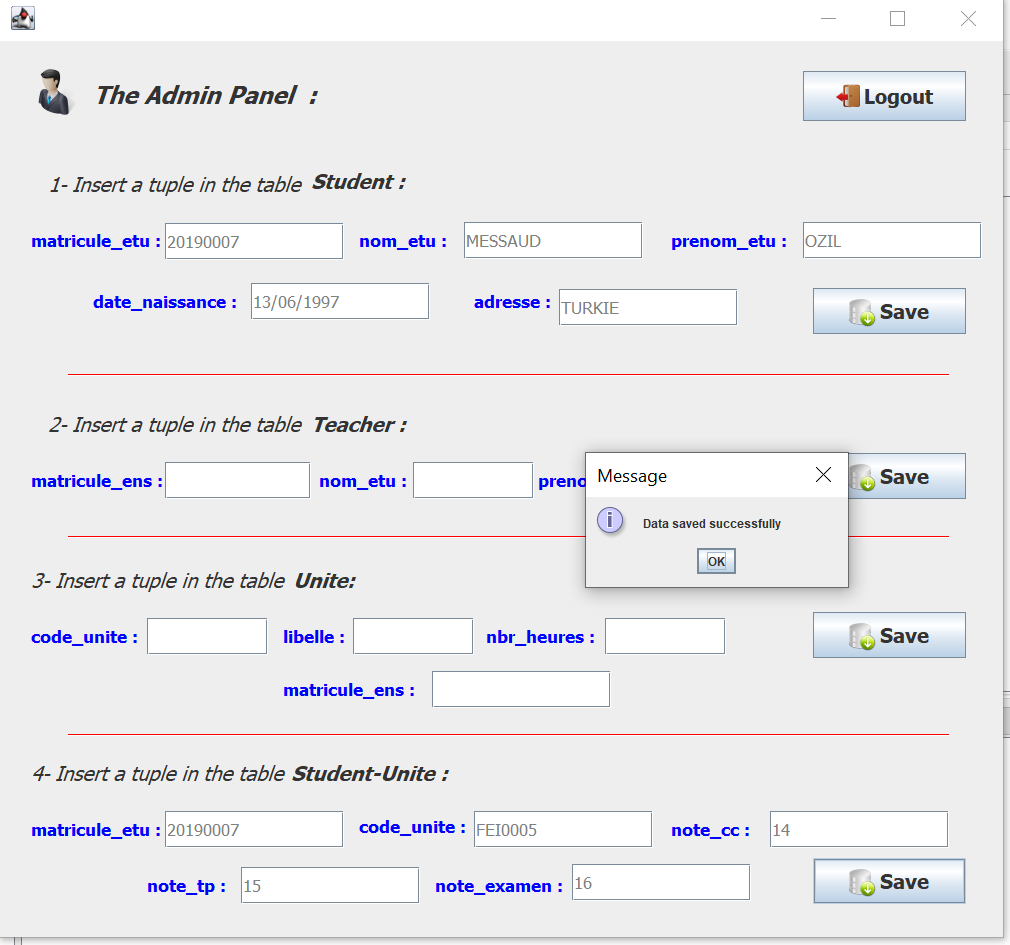 The Admin Panel :
Logout
1- Insert a tuple in the table Student :
matricule_etu : 20190007 nom_etu : MESSAUD prenom_etu : OZIL
date_naissance : 13/06/1997 adresse : TURKIE Save
2- Insert a tuple in the table Teacher :
matricule_ens : nom_etu : preno Save
Message
Data saved successfully
OK
3- Insert a tuple in the table Unite:
code_unite : libelle : nbr_heures : Save
matricule_ens :
4- Insert a tuple in the table Student-Unite :
matricule_etu : 20190007 code_unite : FEI0005 note_cc : 14
note_tp : 15 note_examen : 16 Save